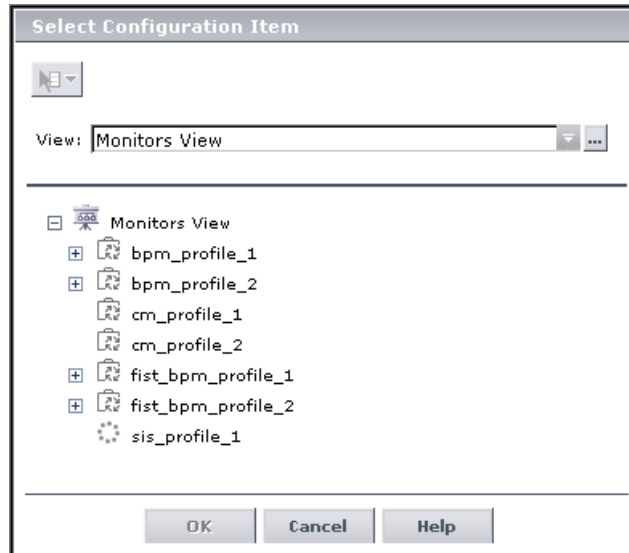 Select Configuration Item
View: Monitors View ...
Monitors View
bpm_profile_1
bpm_profile_2
cm_profile_1
cm_profile_2
fist_bpm_profile_1
fist_bpm_profile_2
sis_profile_1
OK Cancel Help